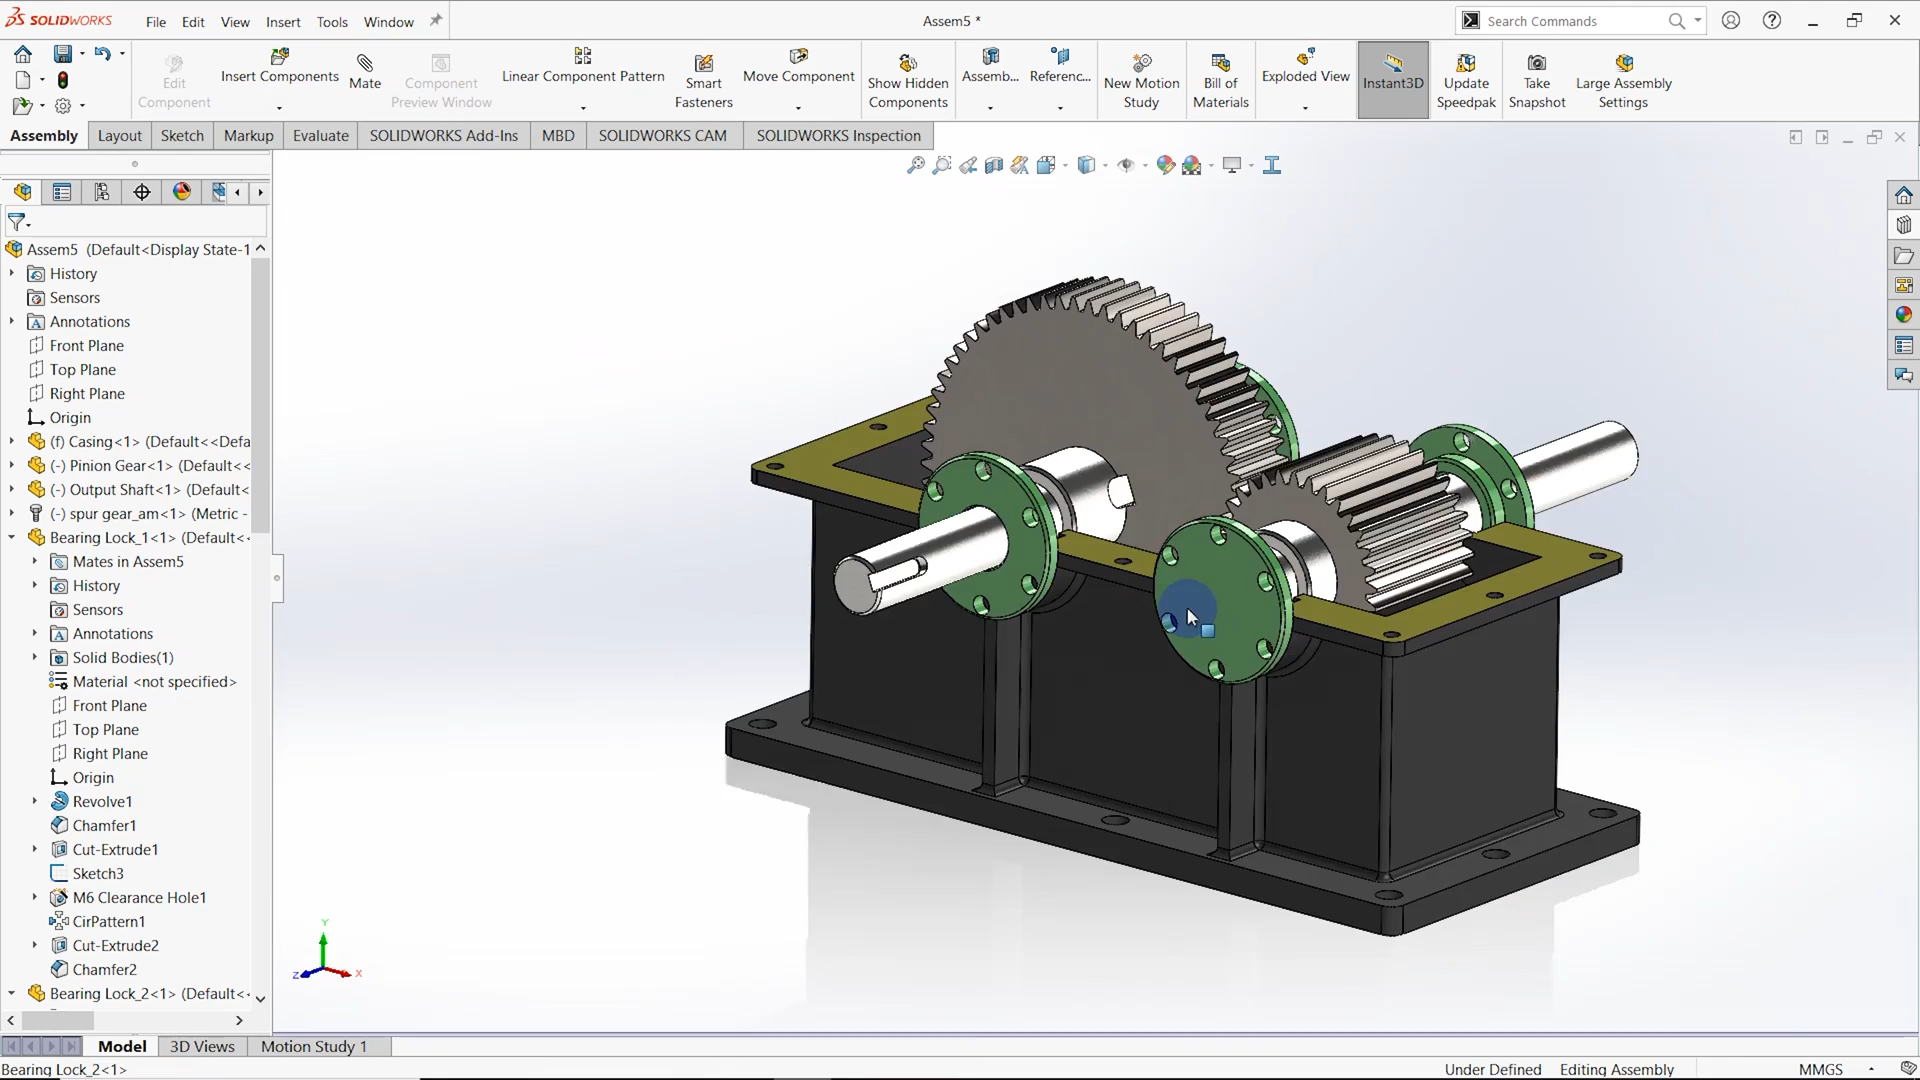 SOLIDWORKS
File Edit View Insert Tools Window
Assem5 *
Search Commands
Edit Component
Insert Components
Mate
Component Preview Window
Linear Component Pattern
Smart Fasteners
Move Component
Show Hidden Components
Assemb...
Referenc...
New Motion Study
Bill of Materials
Exploded View
Instant3D
Update Speedpak
Take Snapshot
Large Assembly Settings
Assembly Layout Sketch Markup Evaluate SOLIDWORKS Add-Ins MBD SOLIDWORKS CAM SOLIDWORKS Inspection
Assem5 (Default<Display State-1
History
Sensors
Annotations
Front Plane
Top Plane
Right Plane
Origin
(f) Casing<1> (Default<<Defa
(-) Pinion Gear<1> (Default<<
(-) Output Shaft<1> (Default<
(-) spur gear_am<1> (Metric -
Bearing Lock_1<1> (Default<
Mates in Assem5
History
Sensors
Annotations
Solid Bodies(1)
Material <not specified>
Front Plane
Top Plane
Right Plane
Origin
Revolve1
Chamfer1
Cut-Extrude1
Sketch3
M6 Clearance Hole1
CirPattern1
Cut-Extrude2
Chamfer2
Bearing Lock_2<1> (Default<
Y
Z
X
Model 3D Views Motion Study 1
Bearing Lock_2<1>
Under Defined Editing Assembly MMGS